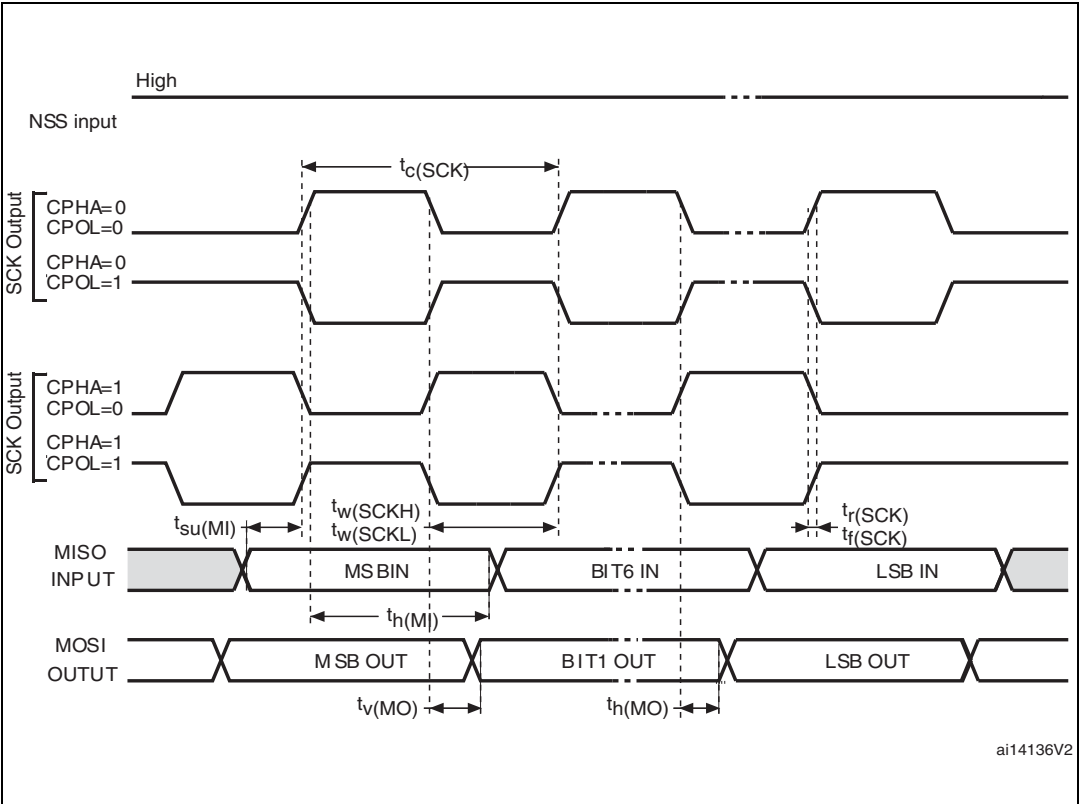 High
NSS input
tc(SCK)
SCK Output
CPHA=0
CPOL=0
CPHA=0
CPOL=1
SCK Output
CPHA=1
CPOL=0
CPHA=1
CPOL=1
tsu(MI)
tw(SCKH)
tw(SCKL)
tr(SCK)
tf(SCK)
MISO
INPUT
MSBIN
BIT6 IN
LSB IN
th(MI)
MOSI
OUTUT
MSB OUT
BIT1 OUT
LSB OUT
tv(MO)
th(MO)
ai14136V2